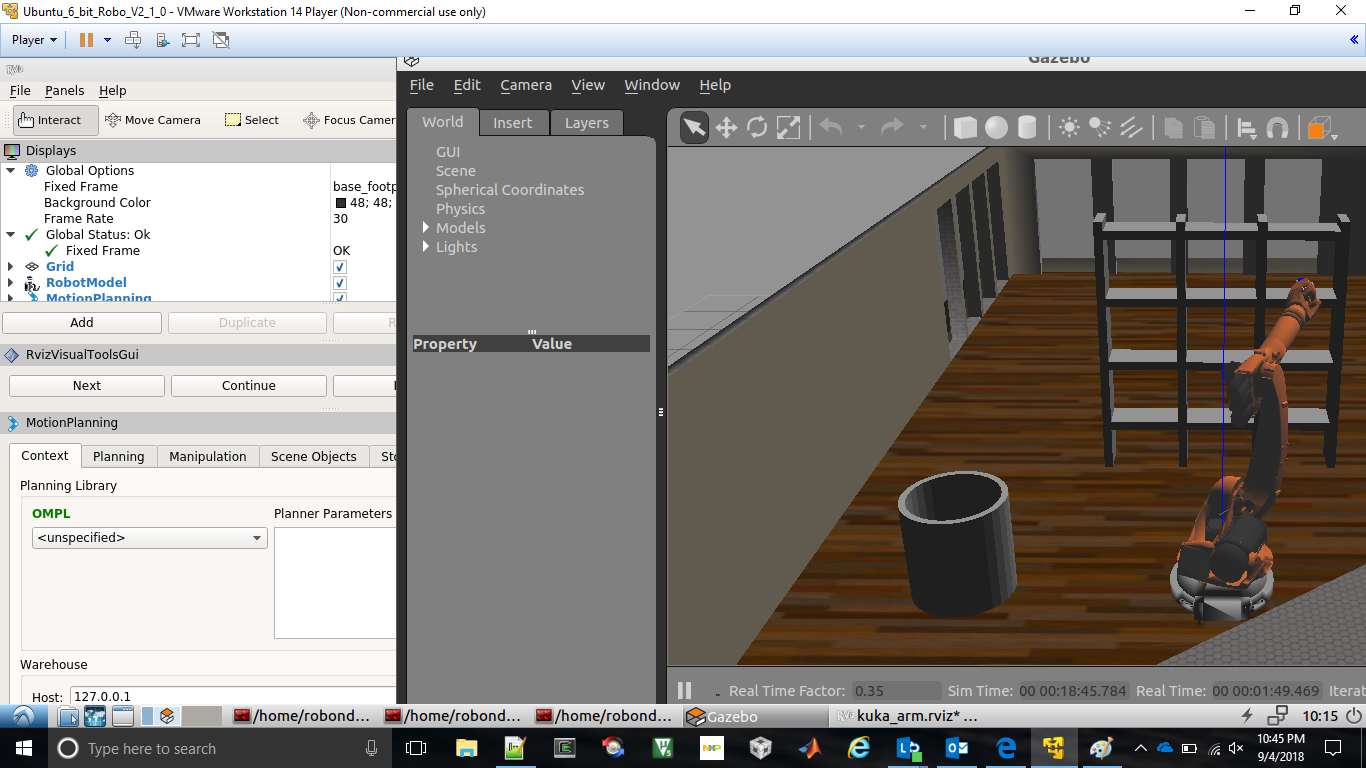 Ubuntu_6_bit_Robo_V2_1_0 - VMware Workstation 14 Player (Non-commercial use only)
Player
Gazebo
File Panels Help
File Edit Camera View Window Help
Interact Move Camera Select Focus Camer
World Insert Layers
Displays
Global Options
Fixed Frame base_footp
Background Color 48; 48;
Frame Rate 30
Global Status: Ok
Fixed Frame OK
Grid
RobotModel
MotionPlanning
Add Duplicate R
RvizVisualToolsGui
Next Continue
MotionPlanning
Context Planning Manipulation Scene Objects Sto
Planning Library
OMPL
Planner Parameters
<unspecified>
Warehouse
Host: 127.0.0.1
GUI
Scene
Spherical Coordinates
Physics
Models
Lights
Property Value
Real Time Factor: 0.35 Sim Time: 00 00:18:45.784 Real Time: 00 00:01:49.469 Iterat
/home/robond... /home/robond... /home/robond... Gazebo kuka_arm.rviz* ... 10:15
Type here to search
10:45 PM
9/4/2018